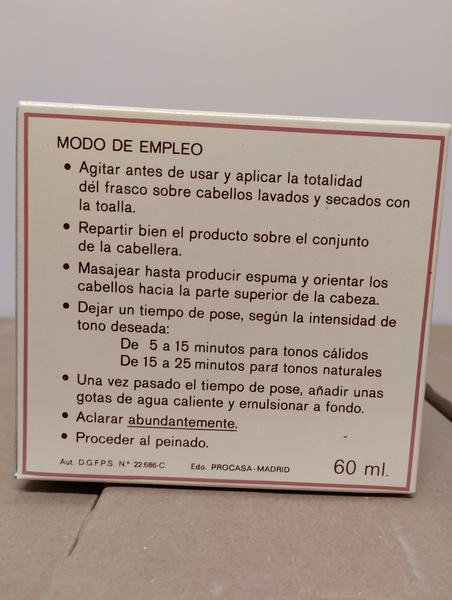 MODO DE EMPLEO
• Agitar antes de usar y aplicar la totalidad
del frasco sobre cabellos lavados y secados con
la toalla.
• Repartir bien el producto sobre el conjunto
de la cabellera.
• Masajear hasta producir espuma y orientar los
cabellos hacia la parte superior de la cabeza.
• Dejar un tiempo de pose, según la intensidad de
tono deseada:
De 5 a 15 minutos para tonos cálidos
De 15 a 25 minutos para tonos naturales
• Una vez pasado el tiempo de pose, añadir unas
gotas de agua caliente y emulsionar a fondo.
• Aclarar abundantemente.
• Proceder al peinado.
Aut. D.G.F.P.S. N.º 22.686-C Edo. PROCASA-MADRID 60 ml.